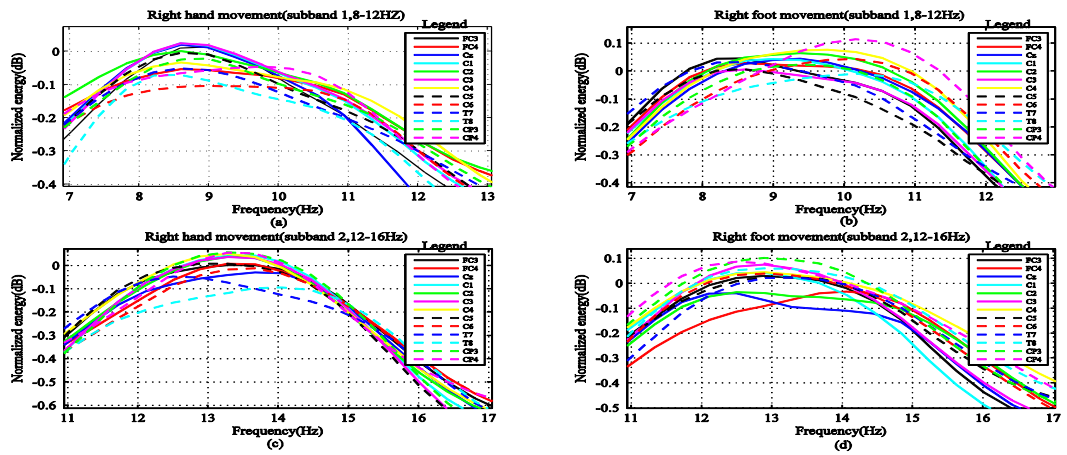 Right hand movement(subband 1,8-12HZ)
Legend
Normalized energy(dB)
0
-0.1
-0.2
-0.3
-0.4
7
8
9
10
11
12
13
Frequency(Hz)
(a)
FC3
FC4
Cz
C1
C2
C3
C4
C5
C6
T7
T8
CP3
CP4
Right foot movement(subband 1,8-12Hz)
Legend
Normalized energy(dB)
0.1
0
-0.1
-0.2
-0.3
-0.4
7
8
9
10
11
12
Frequency(Hz)
(b)
FC3
FC4
Cz
C1
C2
C3
C4
C5
C6
T7
T8
CP3
CP4
Right hand movement(subband 2,12-16Hz)
Legend
Normalized energy(dB)
0
-0.1
-0.2
-0.3
-0.4
-0.5
-0.6
11
12
13
14
15
16
17
Frequency(Hz)
(c)
FC3
FC4
Cz
C1
C2
C3
C4
C5
C6
T7
T8
CP3
CP4
Right foot movement(subband 2,12-16Hz)
Legend
Normalized energy(dB)
0.1
0
-0.1
-0.2
-0.3
-0.4
-0.5
11
12
13
14
15
16
17
Frequency(Hz)
(d)
FC3
FC4
Cz
C1
C2
C3
C4
C5
C6
T7
T8
CP3
CP4